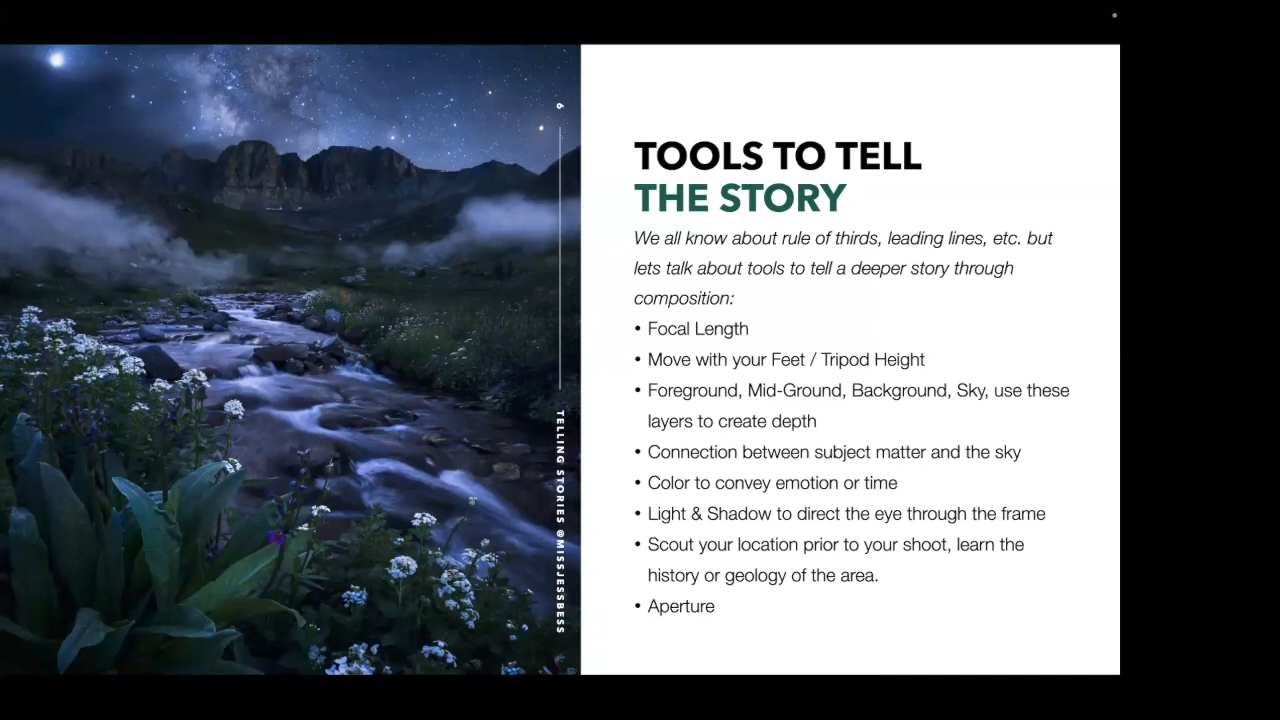 6
TELLING STORIES @MISSJESSBESS
TOOLS TO TELL
THE STORY
We all know about rule of thirds, leading lines, etc. but
lets talk about tools to tell a deeper story through
composition:
• Focal Length
• Move with your Feet / Tripod Height
• Foreground, Mid-Ground, Background, Sky, use these
layers to create depth
• Connection between subject matter and the sky
• Color to convey emotion or time
• Light & Shadow to direct the eye through the frame
• Scout your location prior to your shoot, learn the
history or geology of the area.
• Aperture